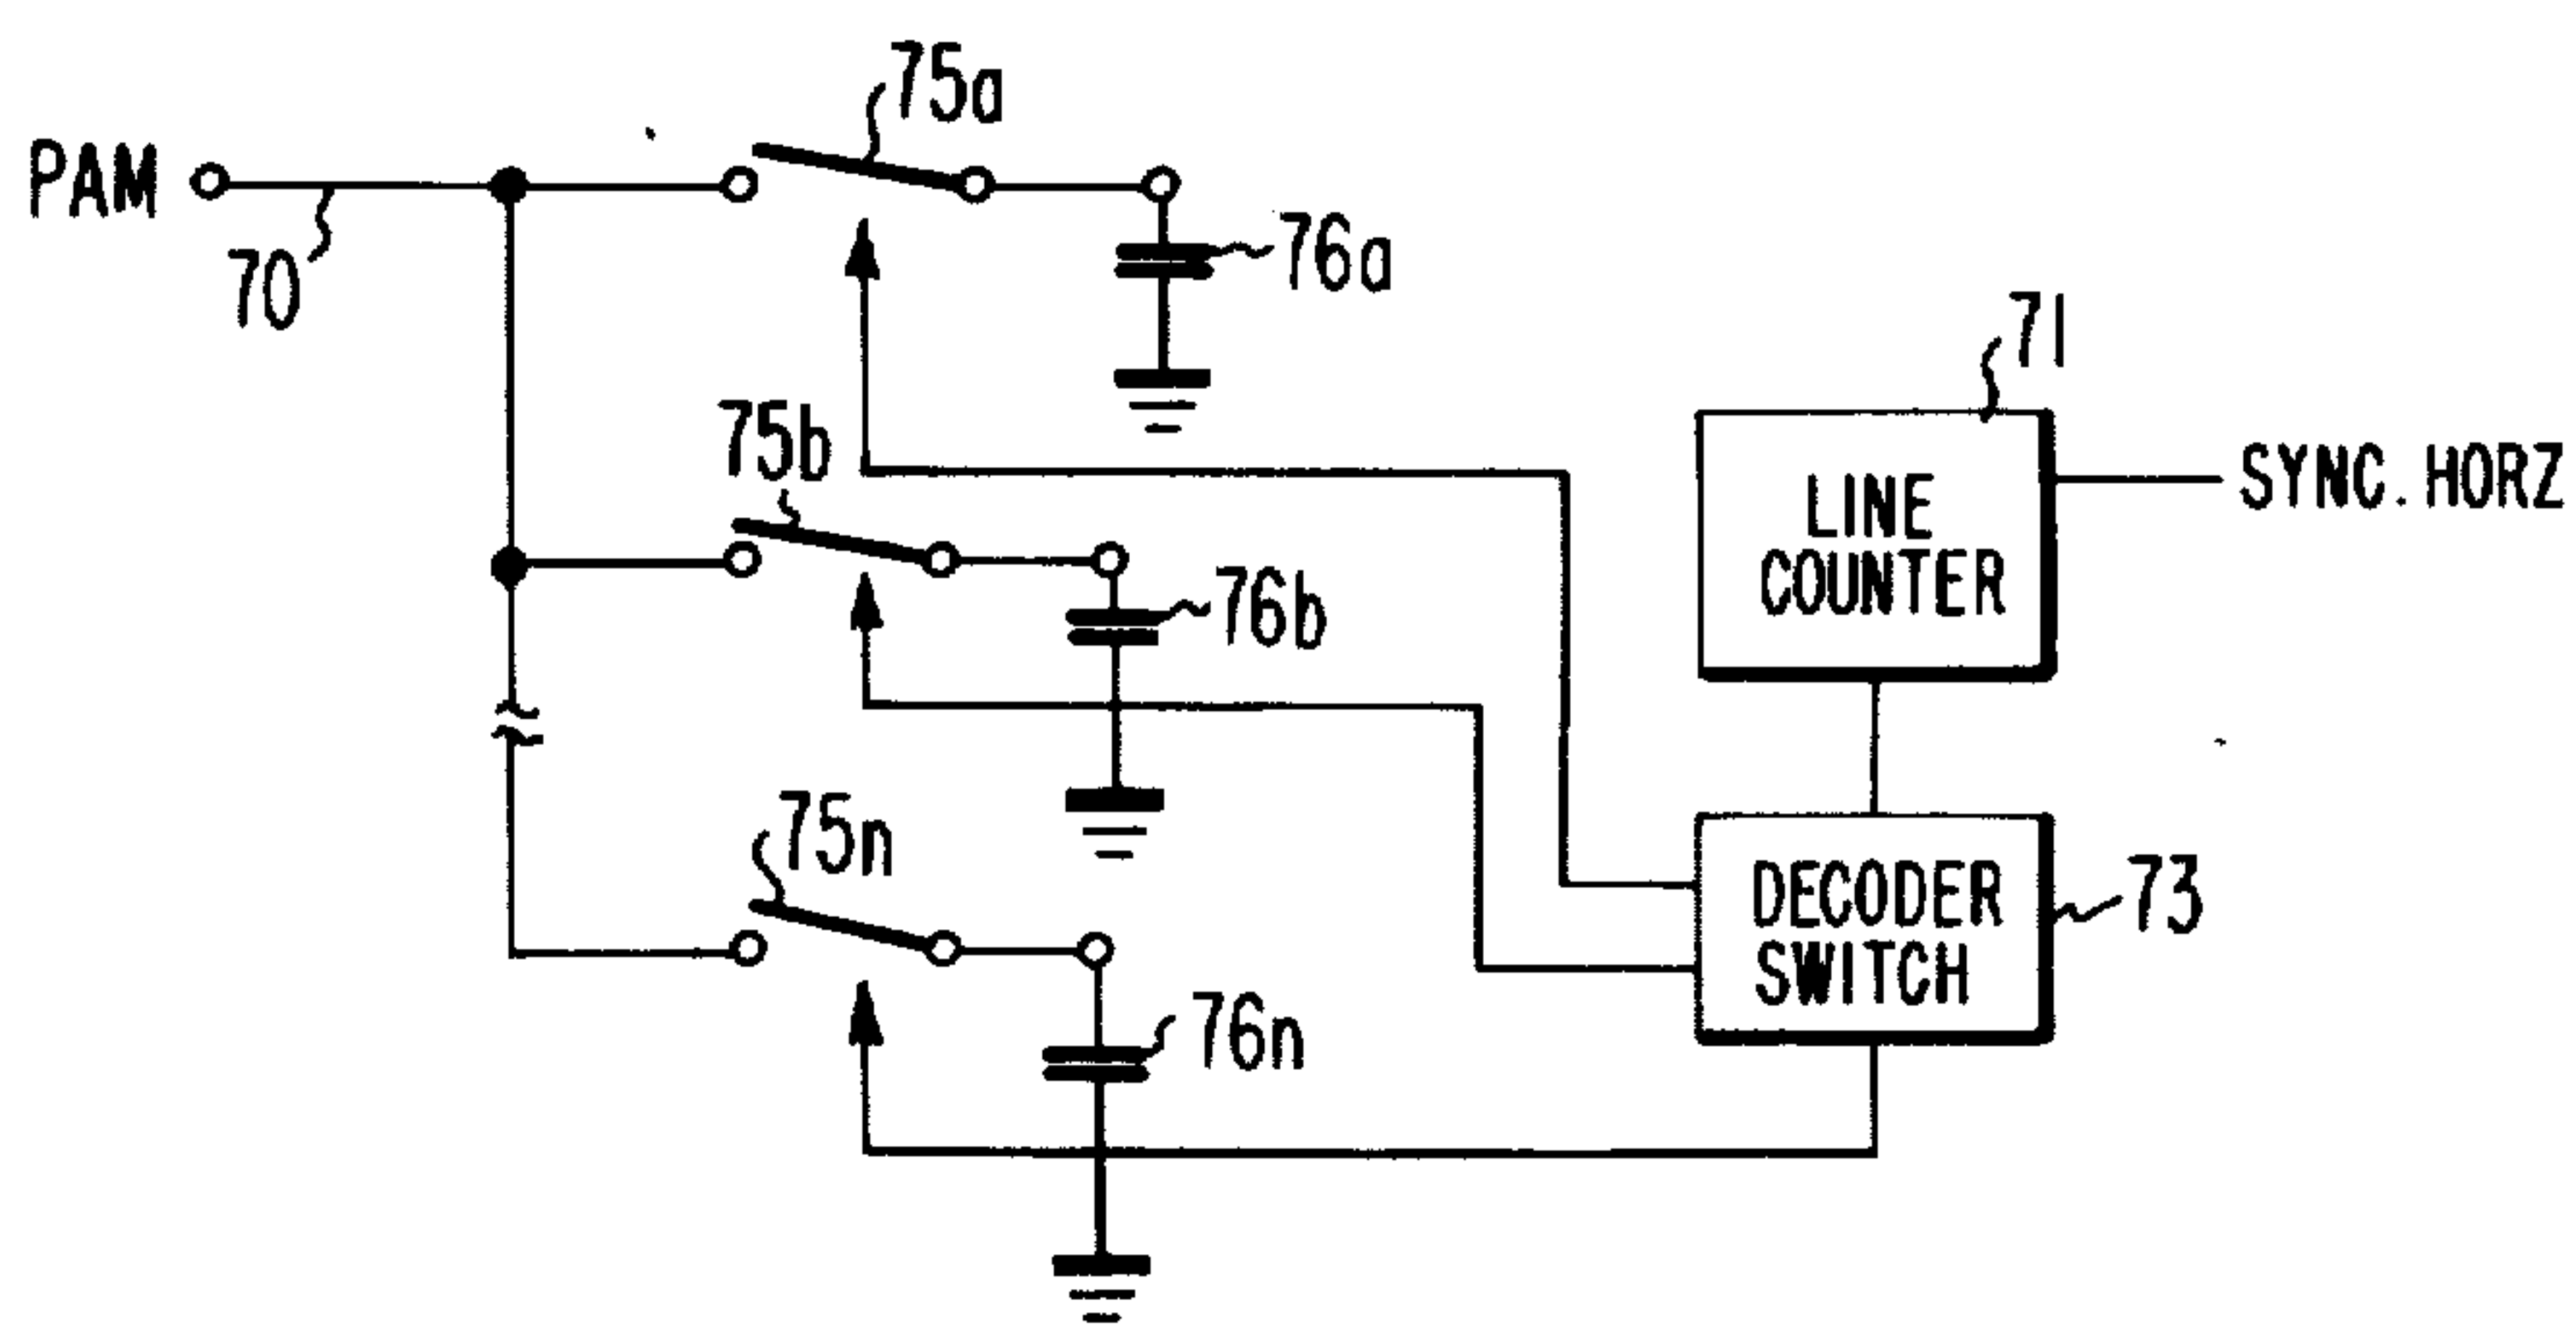 75a
PAM
70
76a
71
75b
SYNC. HORZ
LINE
COUNTER
76b
75n
DECODER
SWITCH
73
76n